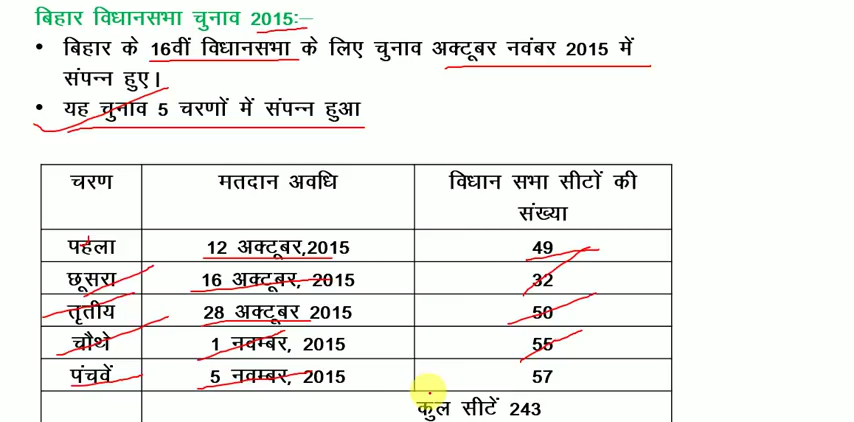 बिहार विधानसभा चुनाव 2015:–
• बिहार के 16वीं विधानसभा के लिए चुनाव अक्टूबर नवंबर 2015 में
संपन्न हुए।
• यह चुनाव 5 चरणों में संपन्न हुआ
चरण मतदान अवधि विधान सभा सीटों की
संख्या
पहला 12 अक्टूबर,2015 49
छूसरा 16 अक्टूबर, 2015 32
तृतीय 28 अक्टूबर 2015 50
चौथे 1 नवम्बर, 2015 55
पंचवें 5 नवम्बर, 2015 57
कुल सीटें 243